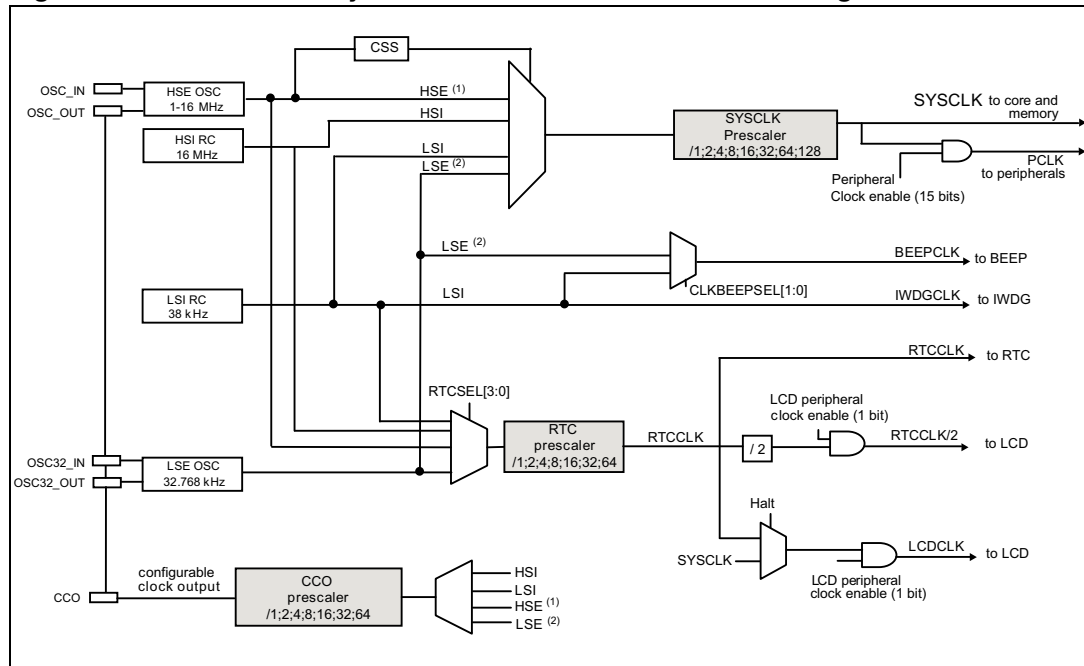 CSS
OSC_IN
OSC_OUT
HSE OSC
1-16 MHz
HSE (1)
HSI RC
16 MHz
HSI
LSI
LSE (2)
SYSCLK
Prescaler
/1;2;4;8;16;32;64;128
SYSCLK to core and
memory
PCLK
to peripherals
Peripheral
Clock enable (15 bits)
LSE (2)
BEEPCLK to BEEP
CLKBEEPSEL[1:0]
LSI RC
38 kHz
LSI
IWDGCLK to IWDG
RTCCLK to RTC
RTCSEL[3:0]
LCD peripheral
clock enable (1 bit)
RTC
prescaler
/1;2;4;8;16;32;64
RTCCLK
/ 2
RTCCLK/2 to LCD
OSC32_IN
OSC32_OUT
LSE OSC
32.768 kHz
Halt
SYSCLK
LCDCLK to LCD
LCD peripheral
clock enable (1 bit)
CCO
configurable
clock output
CCO
prescaler
/1;2;4;8;16;32;64
HSI
LSI
HSE (1)
LSE (2)